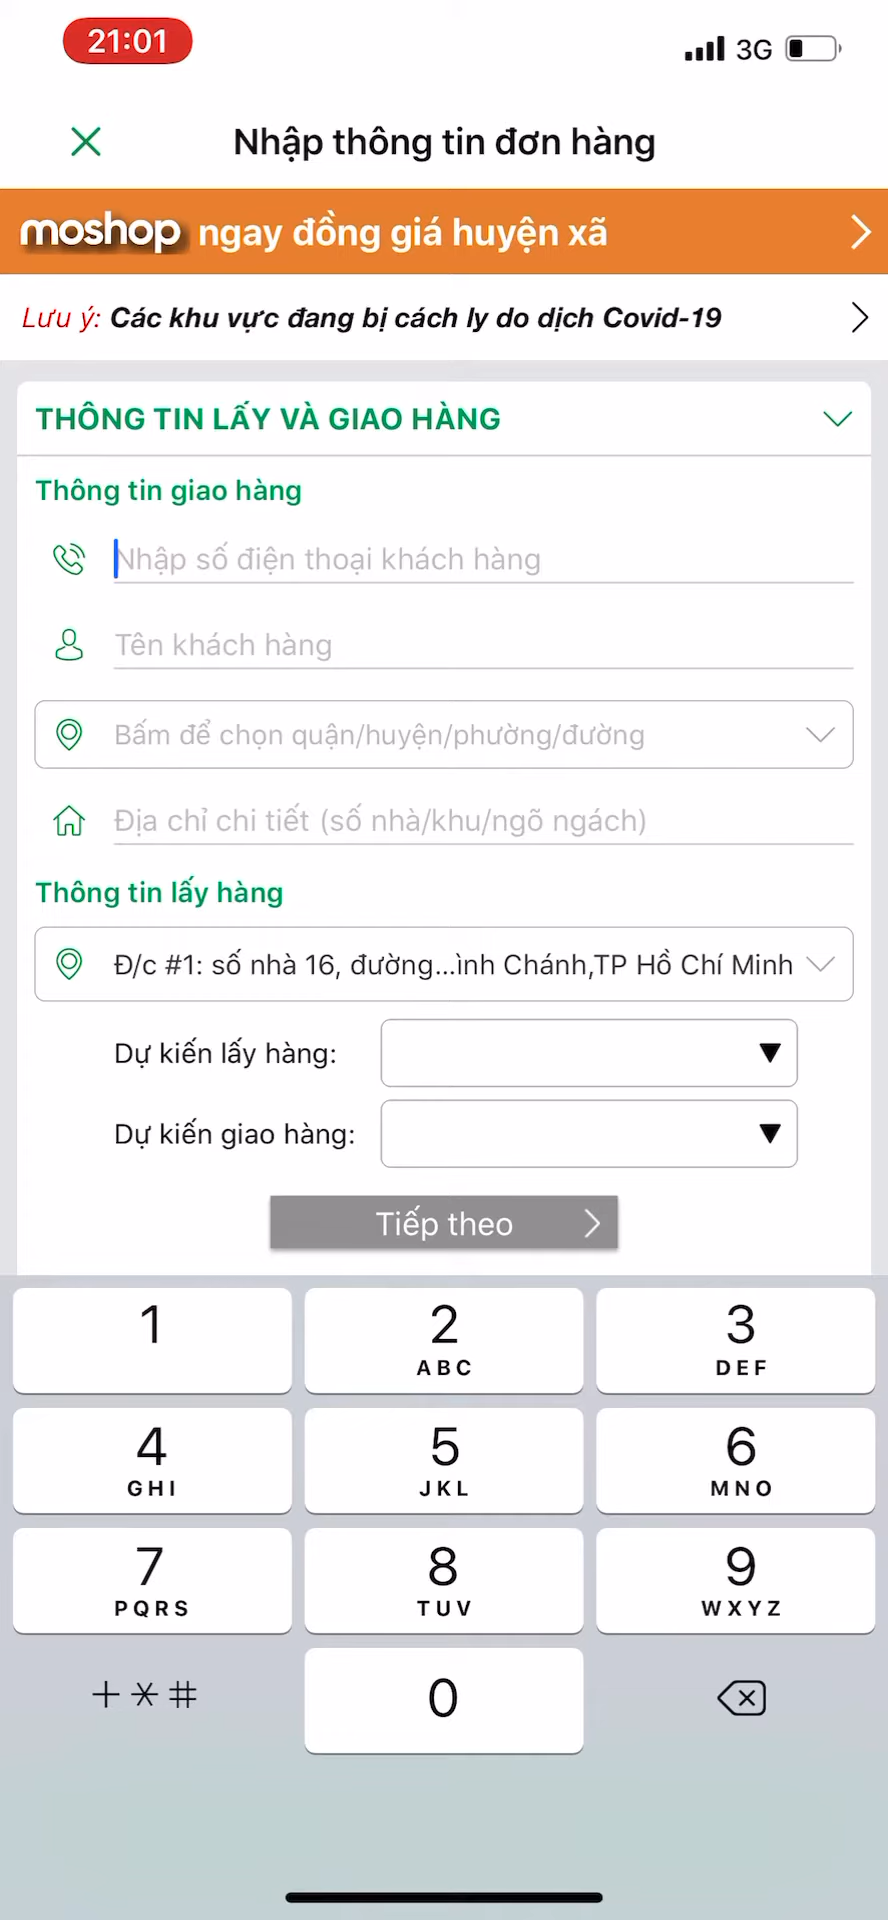 21:01
3G
Nhập thông tin đơn hàng
moshop ngay đồng giá huyện xã
Lưu ý: Các khu vực đang bị cách ly do dịch Covid-19
THÔNG TIN LẤY VÀ GIAO HÀNG
Thông tin giao hàng
Nhập số điện thoại khách hàng
Tên khách hàng
Bấm để chọn quận/huyện/phường/đường
Địa chỉ chi tiết (số nhà/khu/ngõ ngách)
Thông tin lấy hàng
Đ/c #1: số nhà 16, đường...ình Chánh,TP Hồ Chí Minh
Dự kiến lấy hàng:
Dự kiến giao hàng:
Tiếp theo
1
2
ABC
3
DEF
4
GHI
5
JKL
6
MNO
7
PQRS
8
TUV
9
WXYZ
+*#
0